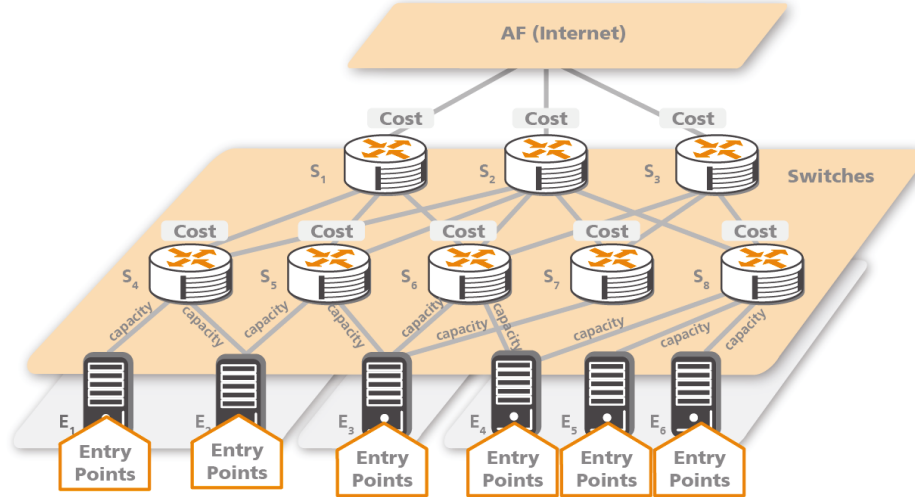 AF (Internet)
Cost Cost Cost
S1 S2 S3 Switches
Cost Cost Cost Cost Cost
S4 S5 S6 S7 S8
capacity capacity capacity capacity capacity capacity capacity capacity capacity
E1 E2 E3 E4 E5 E6
Entry Entry Entry Entry Entry Entry
Points Points Points Points Points Points